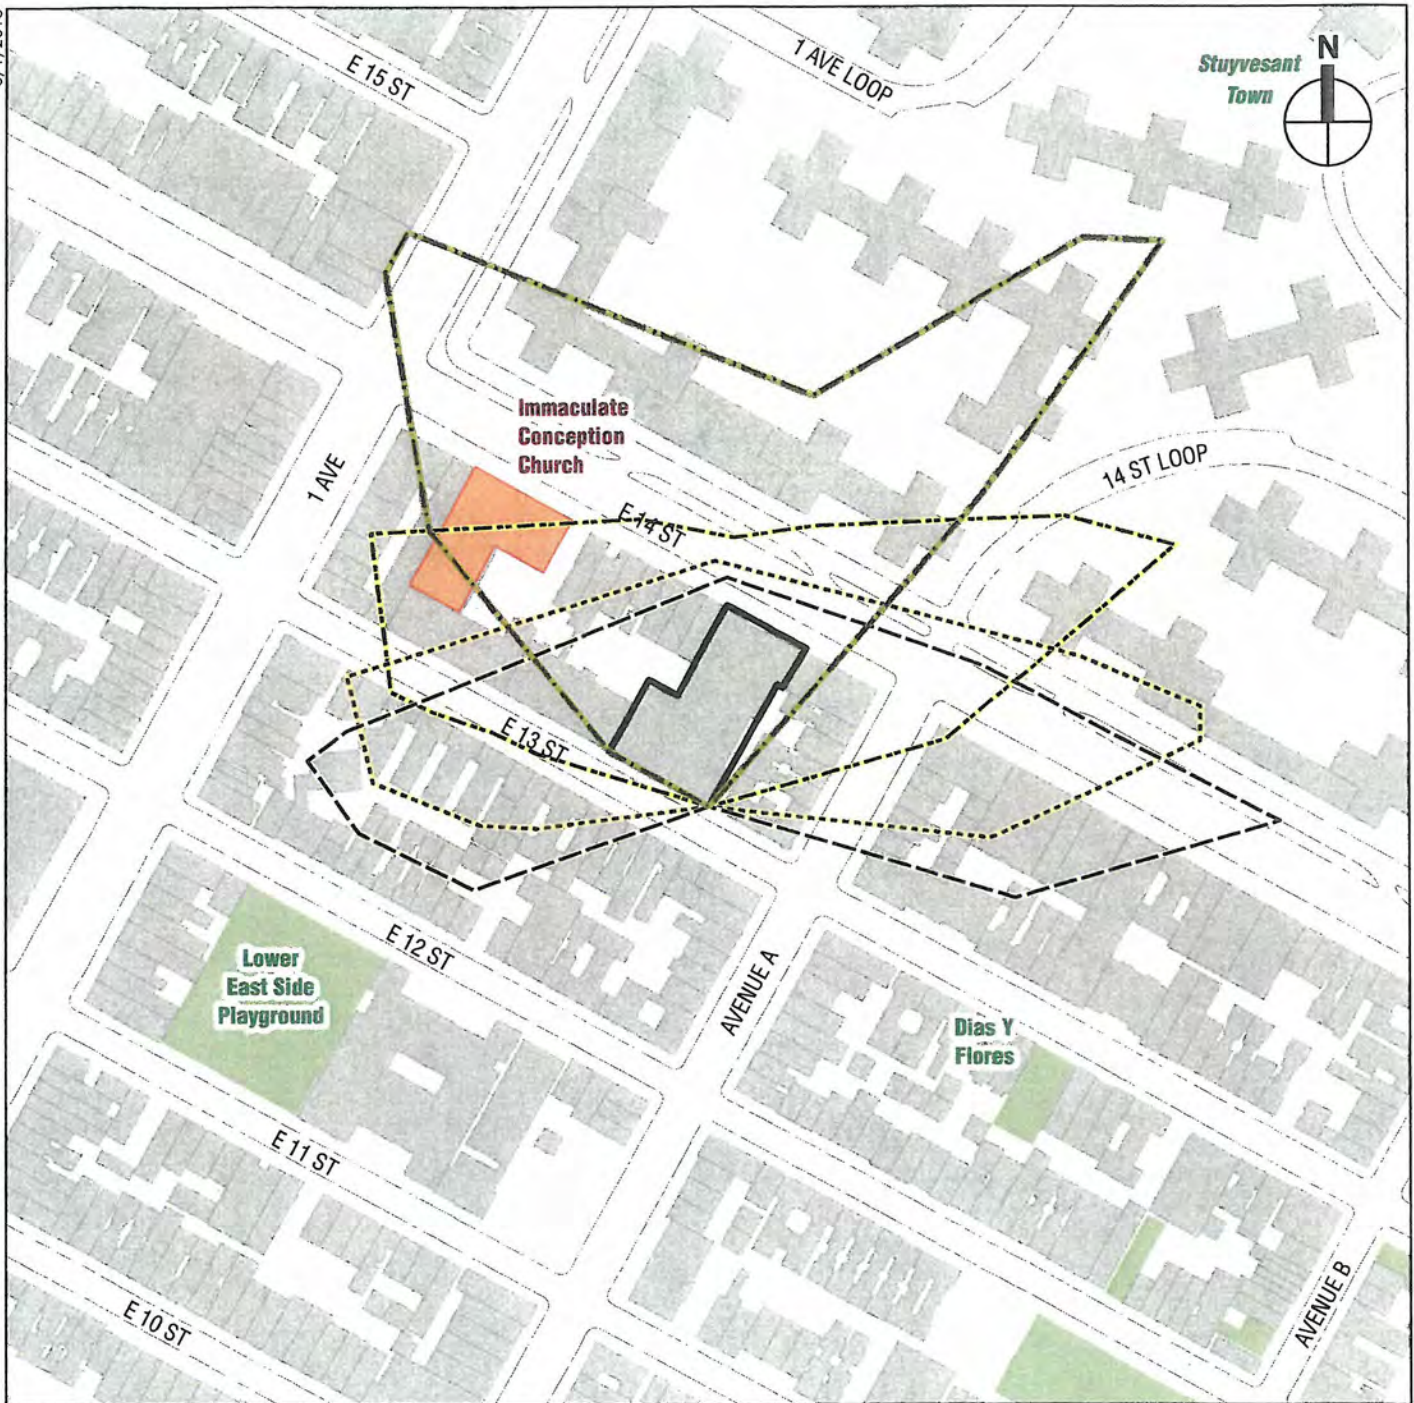 E 15 ST
1 AVE LOOP
Stuyvesant
Town
N
Immaculate
Conception
Church
1 AVE
14 ST LOOP
E 14 ST
E 13 ST
Lower
East Side
Playground
E 12 ST
AVENUE A
Dias Y
Flores
E 11 ST
AVENUE B
E 10 ST